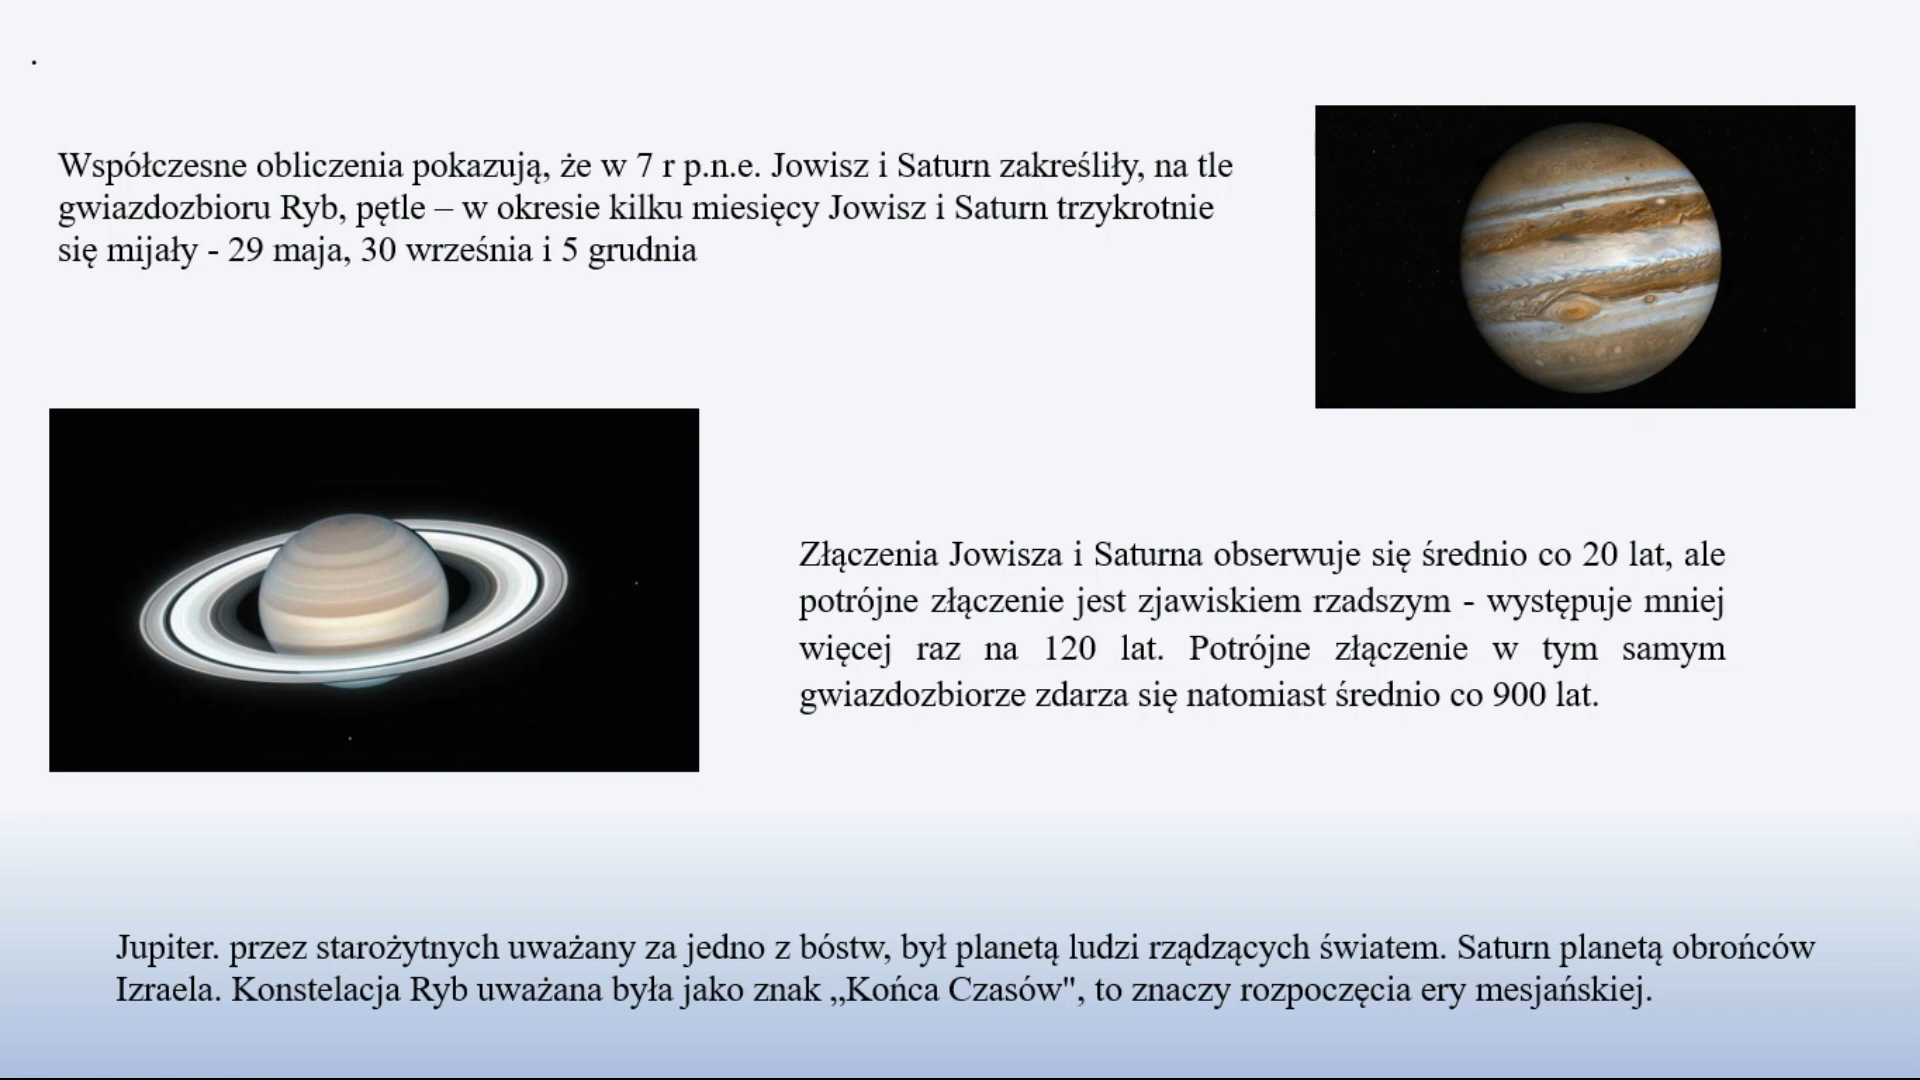 .
Współczesne obliczenia pokazują, że w 7 r p.n.e. Jowisz i Saturn zakreśliły, na tle
gwiazdozbioru Ryb, pętle – w okresie kilku miesięcy Jowisz i Saturn trzykrotnie
się mijały - 29 maja, 30 września i 5 grudnia
Złączenia Jowisza i Saturna obserwuje się średnio co 20 lat, ale
potrójne złączenie jest zjawiskiem rzadszym - występuje mniej
więcej raz na 120 lat. Potrójne złączenie w tym samym
gwiazdozbiorze zdarza się natomiast średnio co 900 lat.
Jupiter. przez starożytnych uważany za jedno z bóstw, był planetą ludzi rządzących światem. Saturn planetą obrońców
Izraela. Konstelacja Ryb uważana była jako znak „Końca Czasów", to znaczy rozpoczęcia ery mesjańskiej.